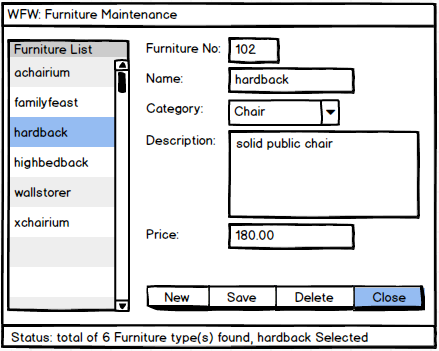 WFW: Furniture Maintenance
Furniture List
achairium
familyfeast
hardback
highbedback
wallstorer
xchairium
Furniture No: 102
Name: hardback
Category: Chair
Description: solid public chair
Price: 180.00
New Save Delete Close
Status: total of 6 Furniture type(s) found, hardback Selected